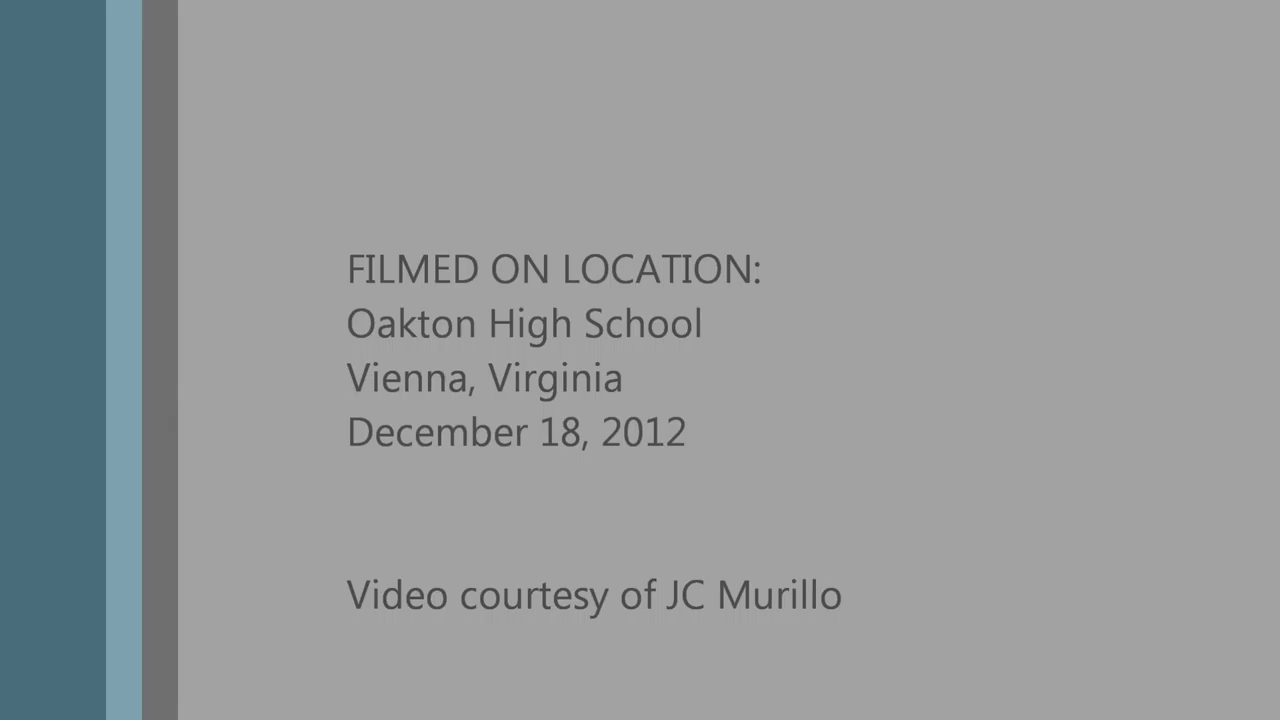 FILMED ON LOCATION:
Oakton High School
Vienna, Virginia
December 18, 2012
Video courtesy of JC Murillo